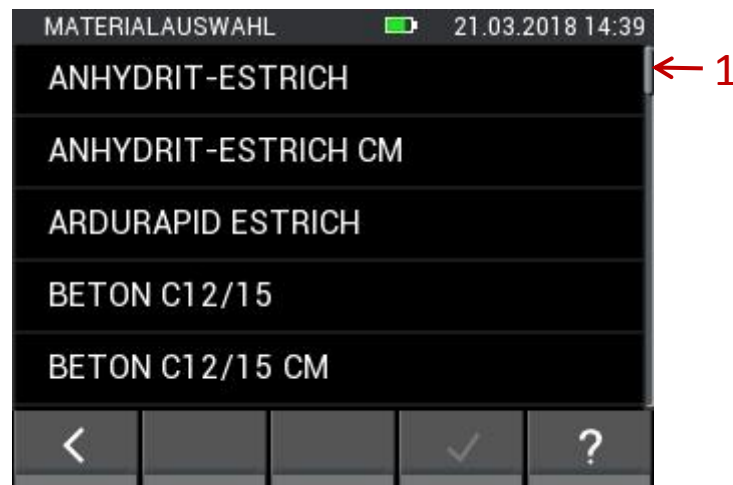 MATERIALAUSWAHL 21.03.2018 14:39
ANHYDRIT-ESTRICH
1
ANHYDRIT-ESTRICH CM
ARDURAPID ESTRICH
BETON C12/15
BETON C12/15 CM
?